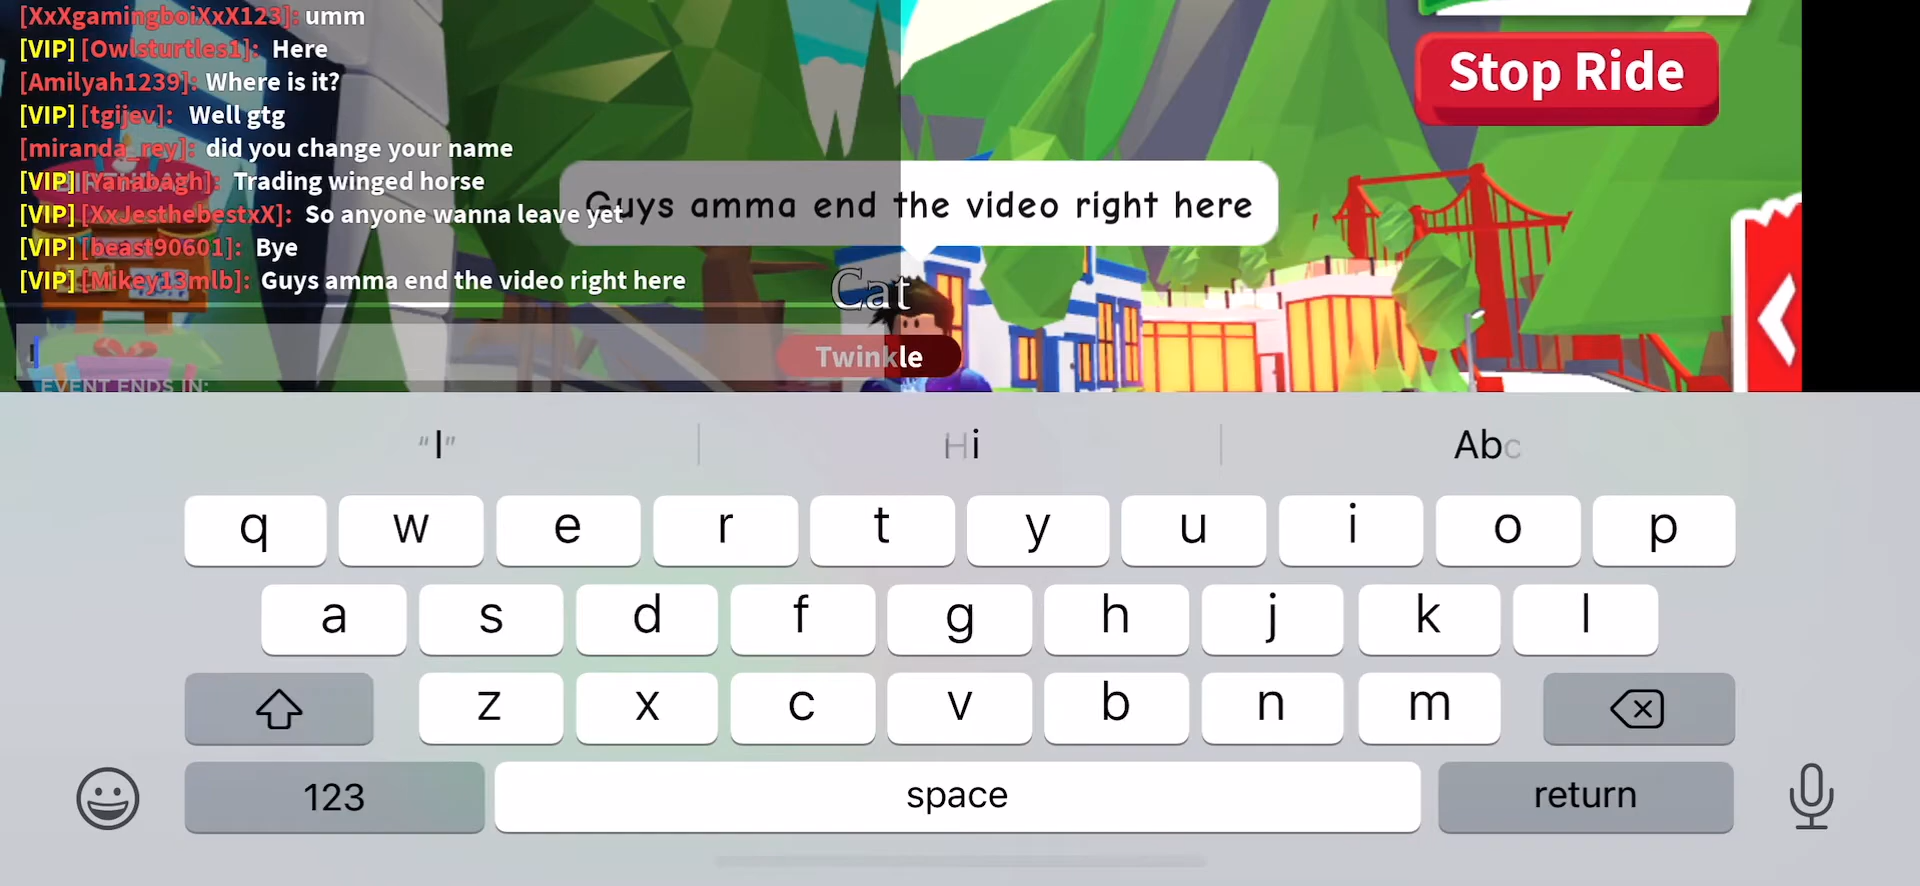 [XxXgamingboiXxX123]: umm
[VIP] [Owlsturtles1]: Here
[Amilyah1239]: Where is it?
[VIP] [tgijev]: Well gtg
[miranda_rey]: did you change your name
[VIP] [Yanabagh]: Trading winged horse
[VIP] [XxJesthebestxX]: So anyone wanna leave yet
[VIP] [beast90601]: Bye
[VIP] [Mikey13mlb]: Guys amma end the video right here
Stop Ride
Guys amma end the video right here
Cat
Twinkle
I
EVENT ENDS IN:
“I” Hi Abc
q w e r t y u i o p
a s d f g h j k l
z x c v b n m
123 space return